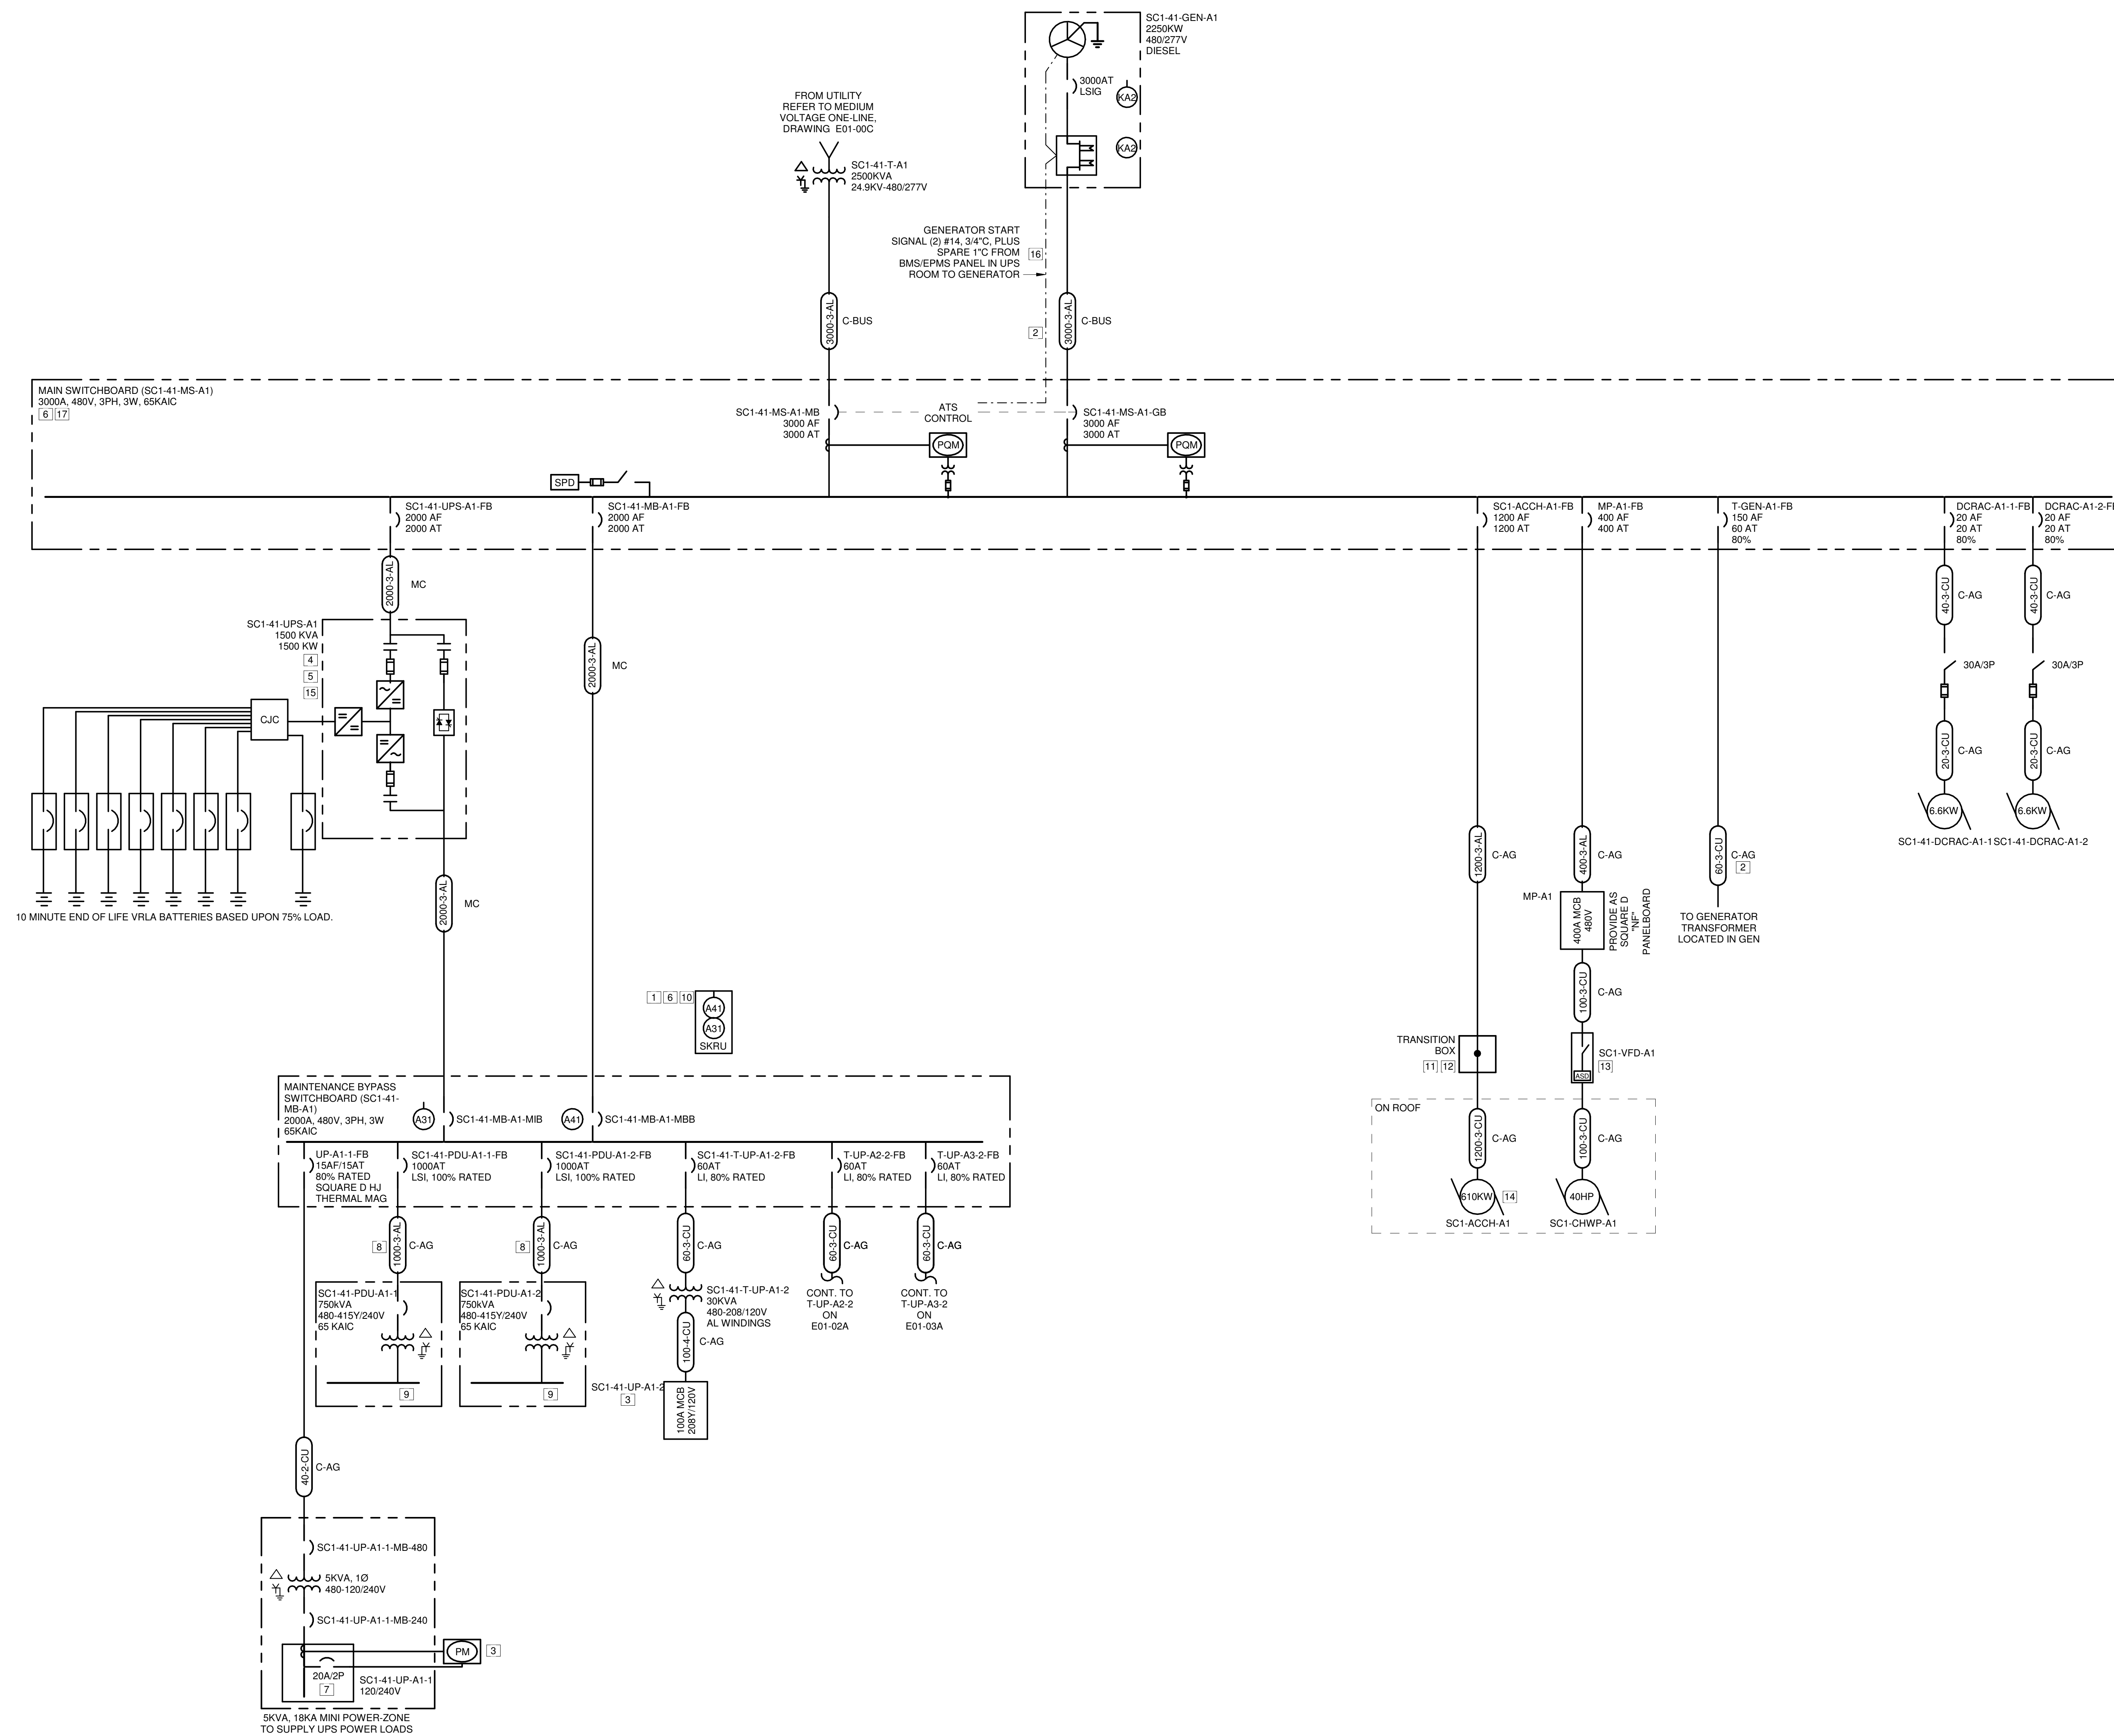 SC1-41-GEN-A1
2250KW
480/277V
DIESEL
3000AT
LSIG
KA2
KA2
FROM UTILITY
REFER TO MEDIUM
VOLTAGE ONE-LINE,
DRAWING E01-00C
SC1-41-T-A1
2500KVA
24.9KV-480/277V
GENERATOR START
SIGNAL (2) #14, 3/4"C, PLUS
SPARE 1"C FROM
BMS/EPMS PANEL IN UPS
ROOM TO GENERATOR
16
3000-3-AL
C-BUS
2
3000-3-AL
C-BUS
MAIN SWITCHBOARD (SC1-41-MS-A1)
3000A, 480V, 3PH, 3W, 65KAIC
6 17
SC1-41-MS-A1-MB
3000 AF
3000 AT
ATS
CONTROL
SC1-41-MS-A1-GB
3000 AF
3000 AT
PQM
PQM
SPD
SC1-41-UPS-A1-FB
2000 AF
2000 AT
SC1-41-MB-A1-FB
2000 AF
2000 AT
SC1-ACCH-A1-FB
1200 AF
1200 AT
MP-A1-FB
400 AF
400 AT
T-GEN-A1-FB
150 AF
60 AT
80%
DCRAC-A1-1-FB
20 AF
20 AT
80%
DCRAC-A1-2-FB
20 AF
20 AT
80%
2000-3-AL
MC
2000-3-AL
MC
40-3-CU
C-AG
40-3-CU
C-AG
30A/3P
30A/3P
20-3-CU
C-AG
20-3-CU
C-AG
6.6KW
6.6KW
SC1-41-DCRAC-A1-1
SC1-41-DCRAC-A1-2
SC1-41-UPS-A1
1500 KVA
1500 KW
4
5
15
CJC
10 MINUTE END OF LIFE VRLA BATTERIES BASED UPON 75% LOAD.
2000-3-AL
MC
1200-3-AL
C-AG
400-3-AL
C-AG
60-3-CU
C-AG
2
TO GENERATOR
TRANSFORMER
LOCATED IN GEN
MP-A1
400A MCB
480V
PROVIDE AS
SQUARE D
"NF"
PANELBOARD
100-3-CU
C-AG
1 6 10
A41
A31
SKRU
TRANSITION
BOX
11 12
SC1-VFD-A1
13
ASD
ON ROOF
1200-3-CU
C-AG
100-3-CU
C-AG
610KW
14
40HP
SC1-ACCH-A1
SC1-CHWP-A1
MAINTENANCE BYPASS
SWITCHBOARD (SC1-41-
MB-A1)
2000A, 480V, 3PH, 3W
65KAIC
A31
SC1-41-MB-A1-MIB
A41
SC1-41-MB-A1-MBB
UP-A1-1-FB
15AF/15AT
80% RATED
SQUARE D HJ
THERMAL MAG
SC1-41-PDU-A1-1-FB
1000AT
LSI, 100% RATED
SC1-41-PDU-A1-2-FB
1000AT
LSI, 100% RATED
SC1-41-T-UP-A1-2-FB
60AT
LI, 80% RATED
T-UP-A2-2-FB
60AT
LI, 80% RATED
T-UP-A3-2-FB
60AT
LI, 80% RATED
8
1000-3-AL
C-AG
8
1000-3-AL
C-AG
60-3-CU
C-AG
60-3-CU
C-AG
60-3-CU
C-AG
SC1-41-PDU-A1-1
750kVA
480-415Y/240V
65 KAIC
9
SC1-41-PDU-A1-2
750kVA
480-415Y/240V
65 KAIC
9
SC1-41-T-UP-A1-2
30KVA
480-208/120V
AL WINDINGS
100-4-CU
C-AG
SC1-41-UP-A1-2
3
100A MCB
208Y/120V
CONT. TO
T-UP-A2-2
ON
E01-02A
CONT. TO
T-UP-A3-2
ON
E01-03A
40-2-CU
C-AG
SC1-41-UP-A1-1-MB-480
5KVA, 1Ø
480-120/240V
SC1-41-UP-A1-1-MB-240
PM
3
20A/2P
7
SC1-41-UP-A1-1
120/240V
5KVA, 18KA MINI POWER-ZONE
TO SUPPLY UPS POWER LOADS